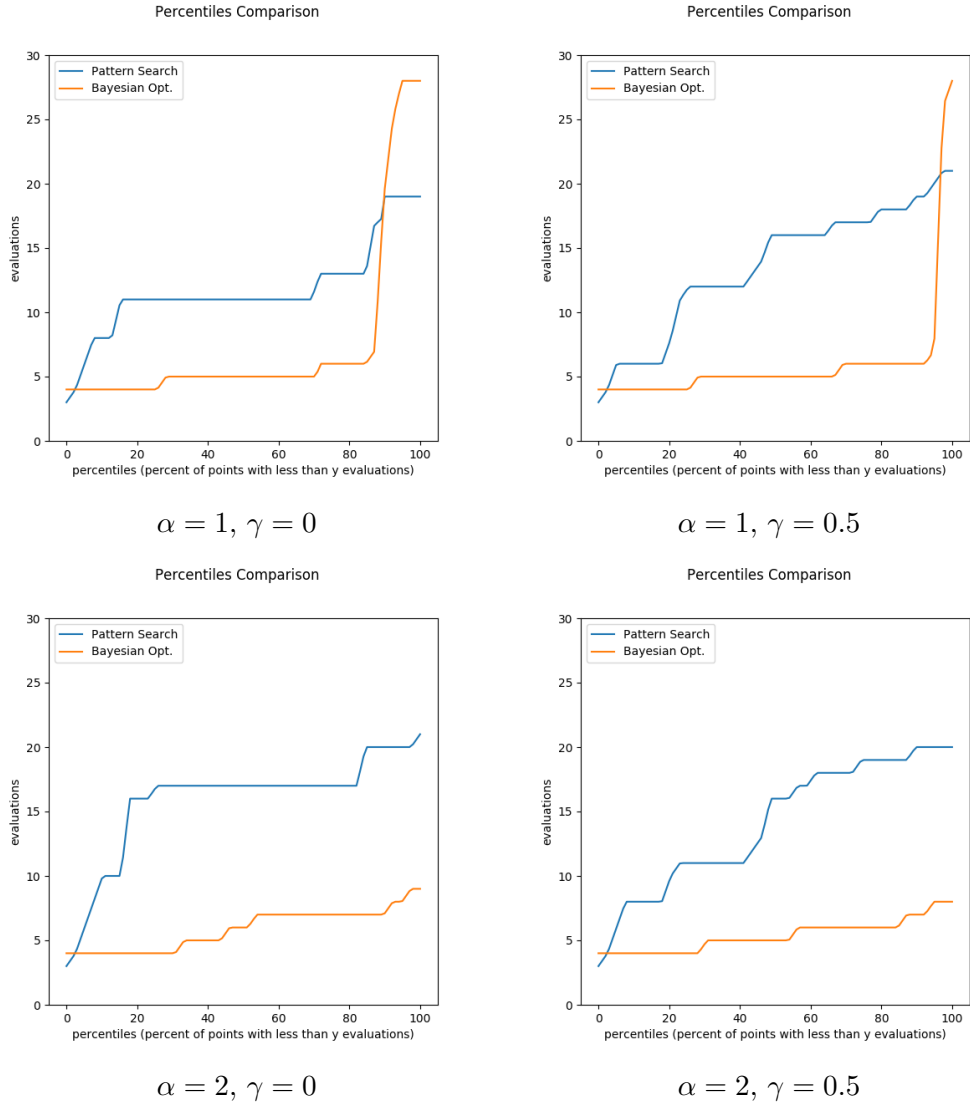 Percentiles Comparison
Pattern Search
Bayesian Opt.
30
25
20
15
10
5
0
evaluations
0 20 40 60 80 100
percentiles (percent of points with less than y evaluations)
α = 1, γ = 0
Percentiles Comparison
Pattern Search
Bayesian Opt.
30
25
20
15
10
5
0
evaluations
0 20 40 60 80 100
percentiles (percent of points with less than y evaluations)
α = 1, γ = 0.5
Percentiles Comparison
Pattern Search
Bayesian Opt.
30
25
20
15
10
5
0
evaluations
0 20 40 60 80 100
percentiles (percent of points with less than y evaluations)
α = 2, γ = 0
Percentiles Comparison
Pattern Search
Bayesian Opt.
30
25
20
15
10
5
0
evaluations
0 20 40 60 80 100
percentiles (percent of points with less than y evaluations)
α = 2, γ = 0.5